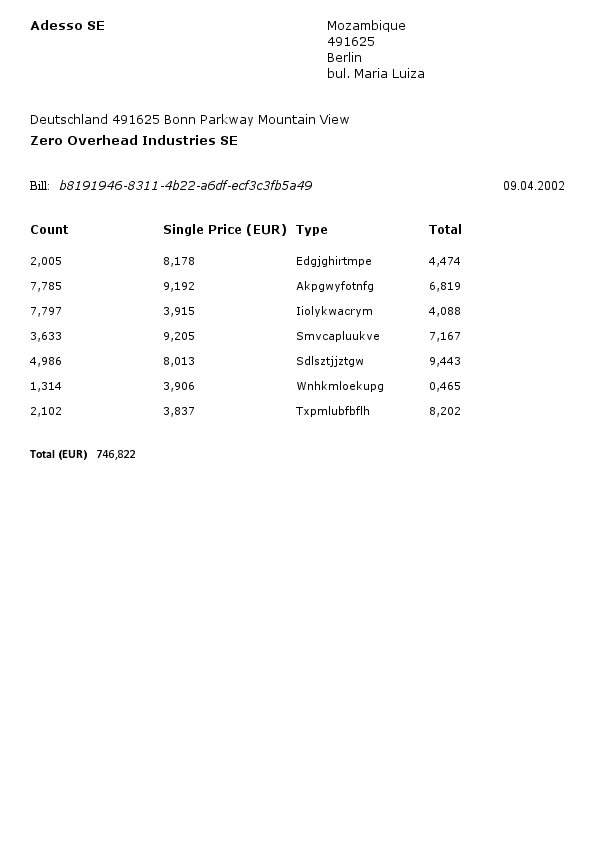 Adesso SE
Mozambique
491625
Berlin
bul. Maria Luiza
Deutschland 491625 Bonn Parkway Mountain View
Zero Overhead Industries SE
Bill: b8191946-8311-4b22-a6df-ecf3c3fb5a49 09.04.2002
Count Single Price (EUR) Type Total
2,005 8,178 Edgjghirtmpe 4,474
7,785 9,192 Akpgwyfotnfg 6,819
7,797 3,915 Iiolykwacrym 4,088
3,633 9,205 Smvcapluukve 7,167
4,986 8,013 Sdlsztjjztgw 9,443
1,314 3,906 Wnhkmloekupg 0,465
2,102 3,837 Txpmlubfbflh 8,202
Total (EUR) 746,822